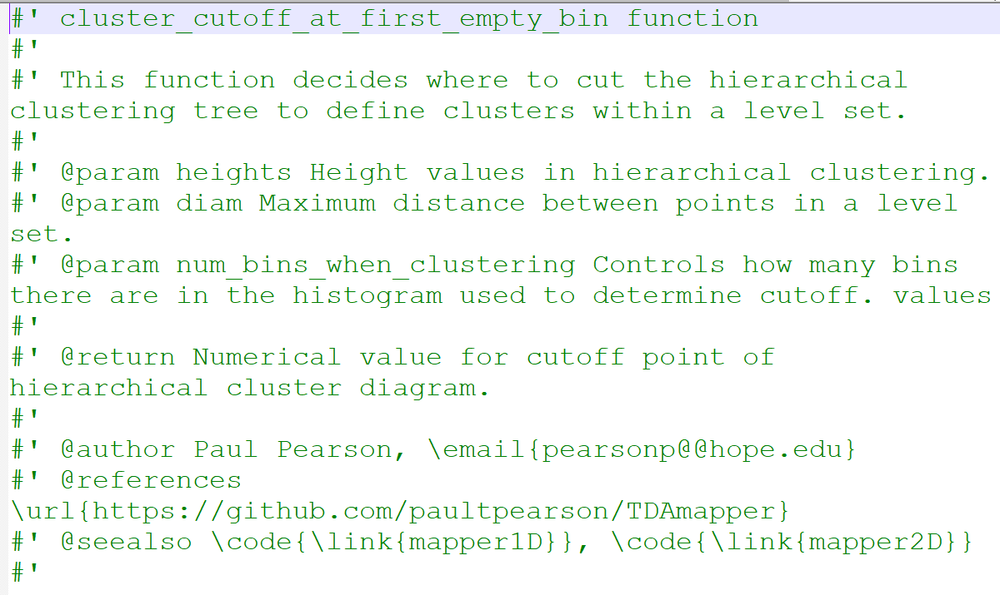 #' cluster_cutoff_at_first_empty_bin function
#'
#' This function decides where to cut the hierarchical
clustering tree to define clusters within a level set.
#'
#' @param heights Height values in hierarchical clustering.
#' @param diam Maximum distance between points in a level
set.
#' @param num_bins_when_clustering Controls how many bins
there are in the histogram used to determine cutoff. values
#'
#' @return Numerical value for cutoff point of
hierarchical cluster diagram.
#'
#' @author Paul Pearson, \email{pearsonp@@hope.edu}
#' @references
\url{https://github.com/paultpearson/TDAmapper}
#' @seealso \code{\link{mapper1D}}, \code{\link{mapper2D}}
#'